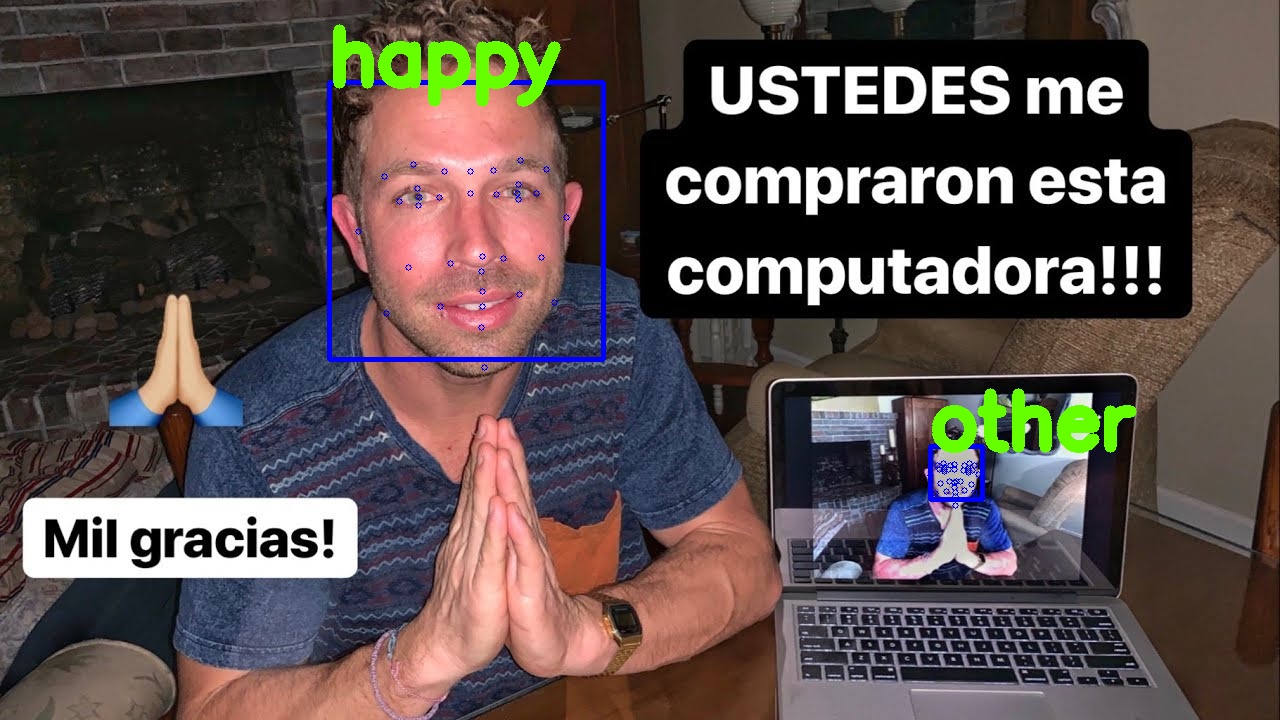 happy
USTEDES me
compraron esta
computadora!!!
other
Mil gracias!